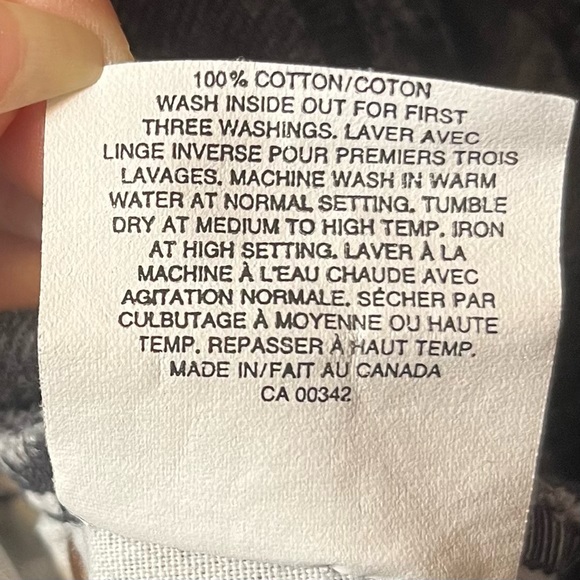 100% COTTON/COTON
WASH INSIDE OUT FOR FIRST
THREE WASHINGS. LAVER AVEC
LINGE INVERSE POUR PREMIERS TROIS
LAVAGES. MACHINE WASH IN WARM
WATER AT NORMAL SETTING. TUMBLE
DRY AT MEDIUM TO HIGH TEMP. IRON
AT HIGH SETTING. LAVER À LA
MACHINE À L'EAU CHAUDE AVEC
AGITATION NORMALE. SÉCHER PAR
CULBUTAGE À MOYENNE OU HAUTE
TEMP. REPASSER À HAUT TEMP.
MADE IN/FAIT AU CANADA
CA 00342